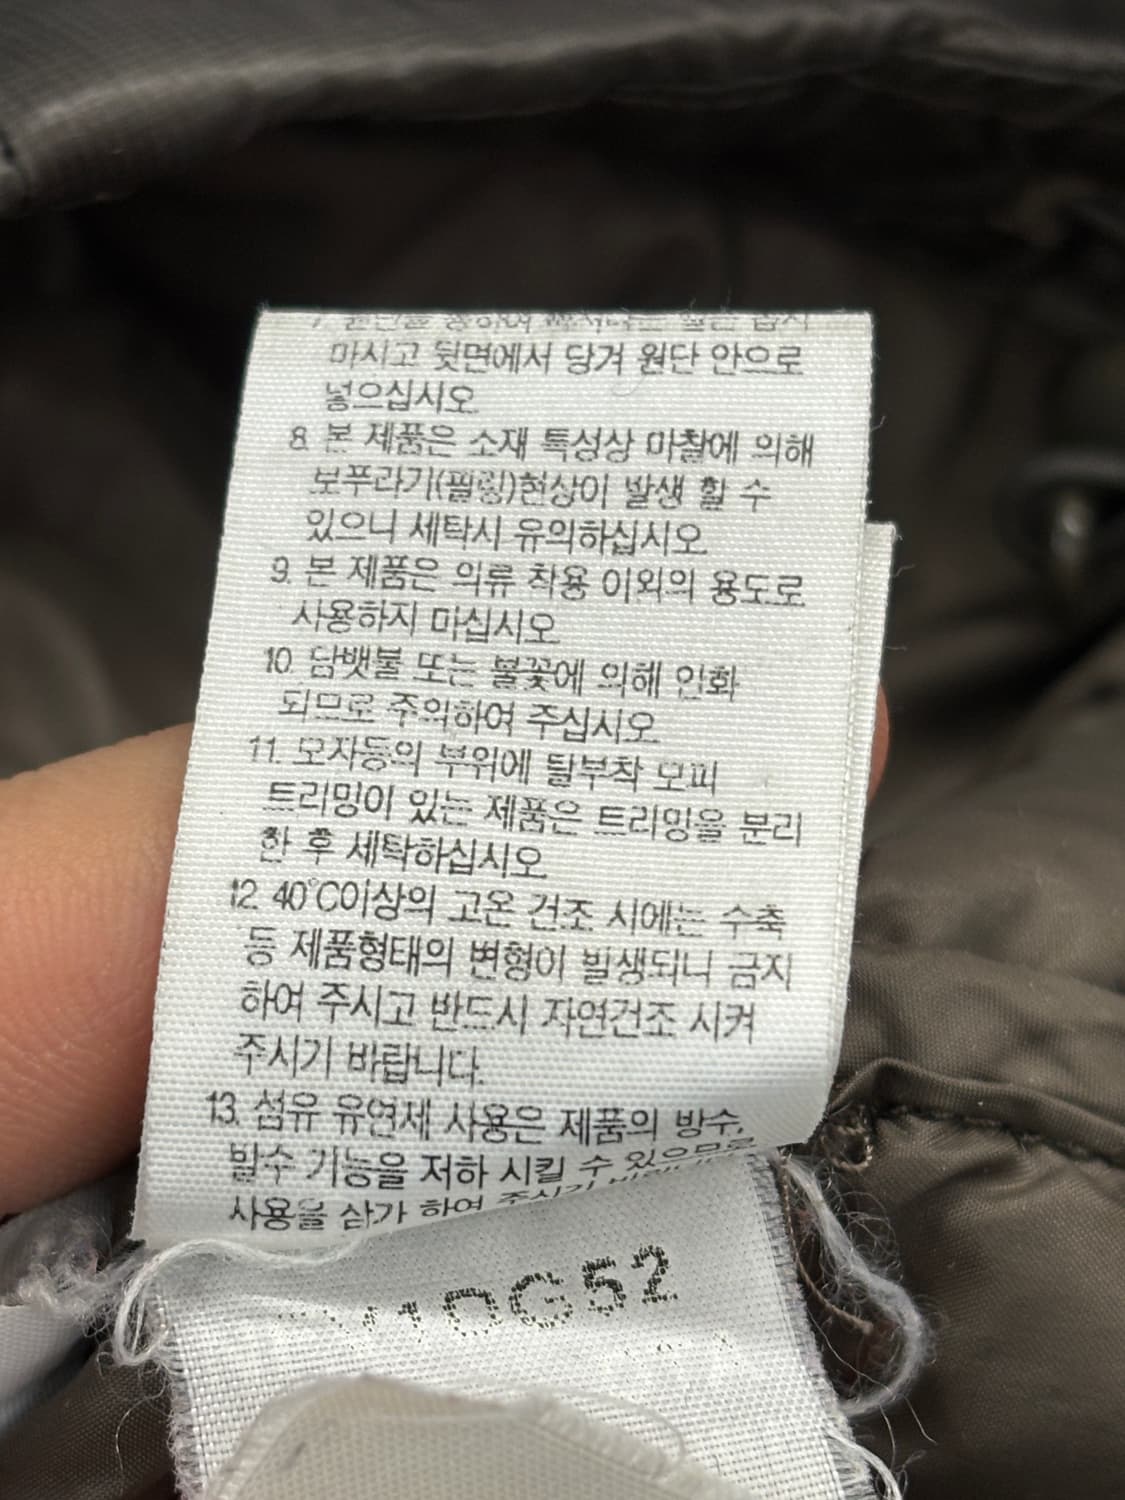 마시고 뒷면에서 당겨 원단 안으로
넣으십시오.
8. 본 제품은 소재 특성상 마찰에 의해
보푸라기(필링)현상이 발생 할 수
있으니 세탁시 유의하십시오.
9. 본 제품은 의류 착용 이외의 용도로
사용하지 마십시오.
10. 담뱃불 또는 불꽃에 의해 인화
되므로 주의하여 주십시오.
11. 모자등의 부위에 탈부착 모피
트리밍이 있는 제품은 트리밍을 분리
한 후 세탁하십시오.
12. 40°C이상의 고온 건조 시에는 수축
등 제품형태의 변형이 발생되니 금지
하여 주시고 반드시 자연건조 시켜
주시기 바랍니다.
13. 섬유 유연제 사용은 제품의 방수,
발수 기능을 저하 시킬 수 있으므로
사용을 삼가 하여 주시기